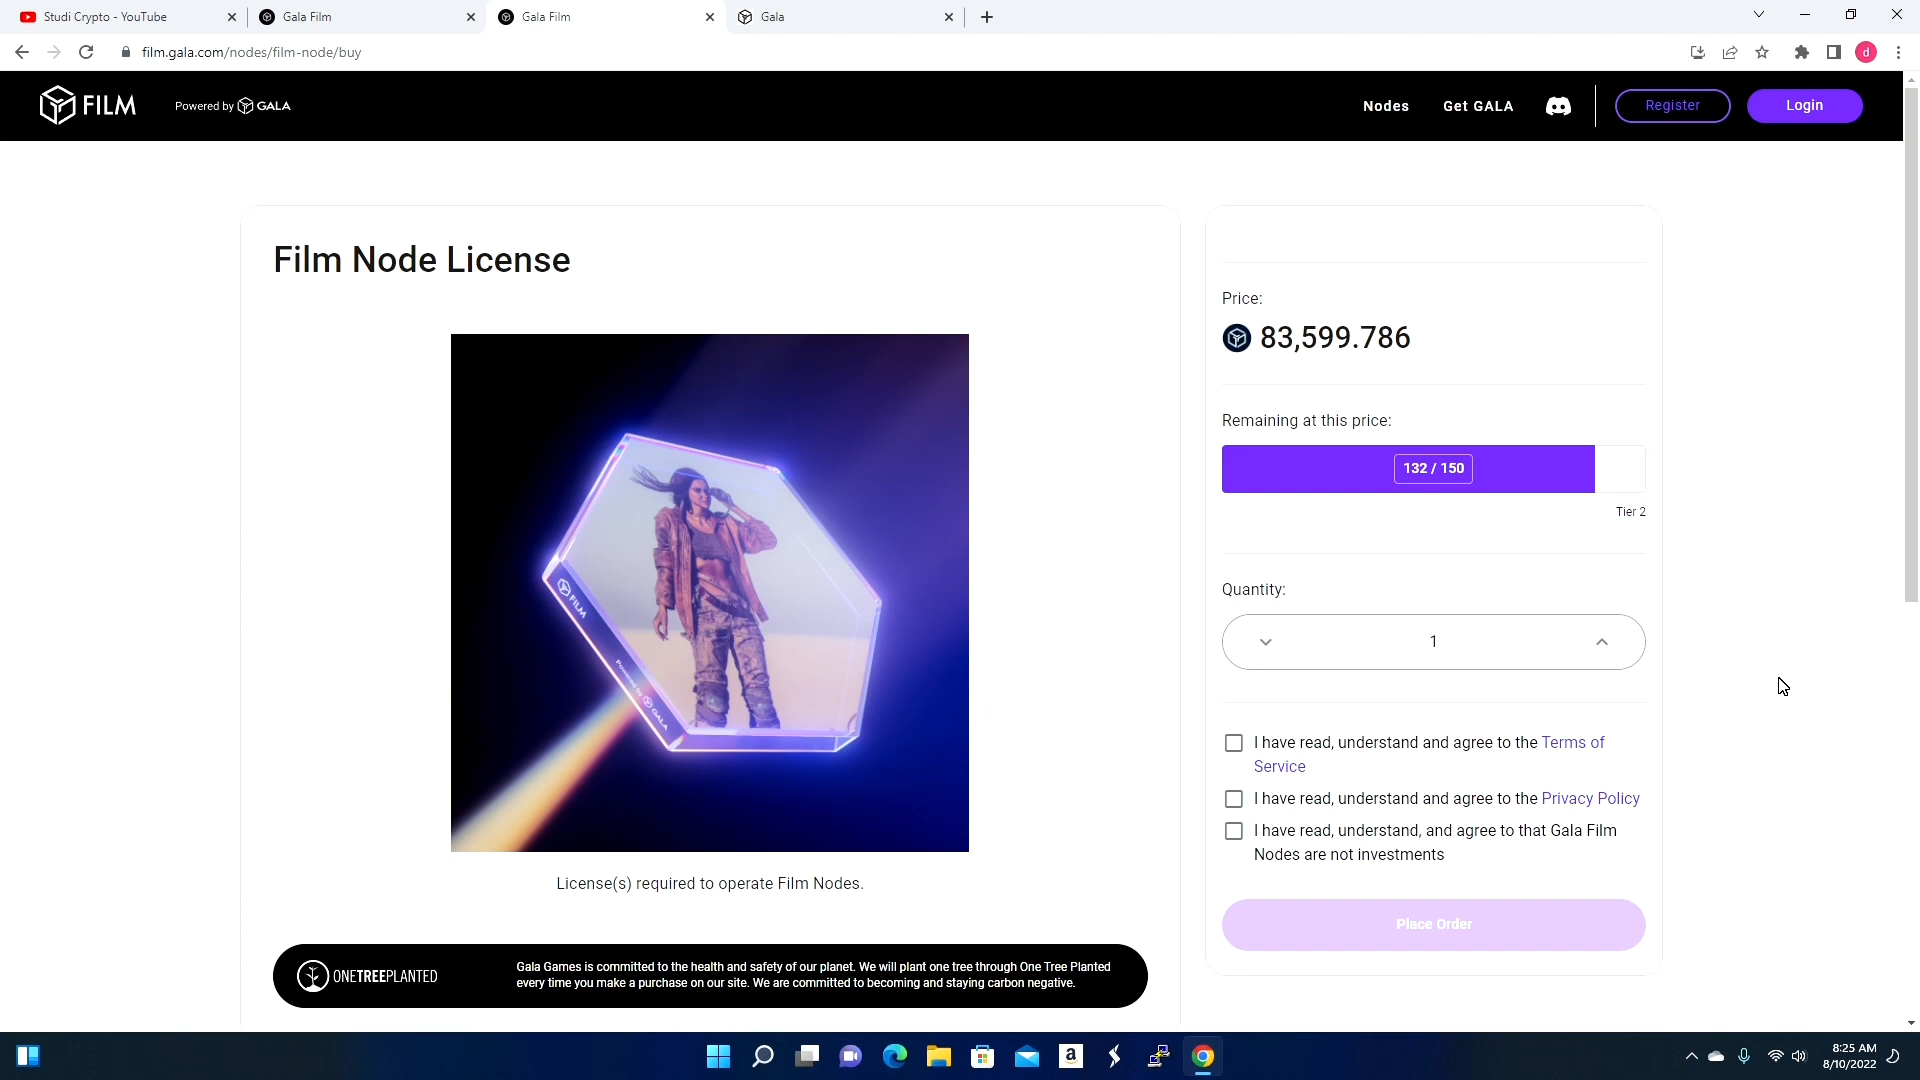 Studi Crypto - YouTube
Gala Film
Gala Film
Gala
film.gala.com/nodes/film-node/buy
d
FILM
Powered by GALA
Nodes
Get GALA
Register
Login
Film Node License
FILM
Powered by GALA
License(s) required to operate Film Nodes.
ONETREEPLANTED
Gala Games is committed to the health and safety of our planet. We will plant one tree through One Tree Planted
every time you make a purchase on our site. We are committed to becoming and staying carbon negative.
Price:
83,599.786
Remaining at this price:
132 / 150
Tier 2
Quantity:
1
I have read, understand and agree to the Terms of
Service
I have read, understand and agree to the Privacy Policy
I have read, understand, and agree to that Gala Film
Nodes are not investments
Place Order
a
8:25 AM
8/10/2022